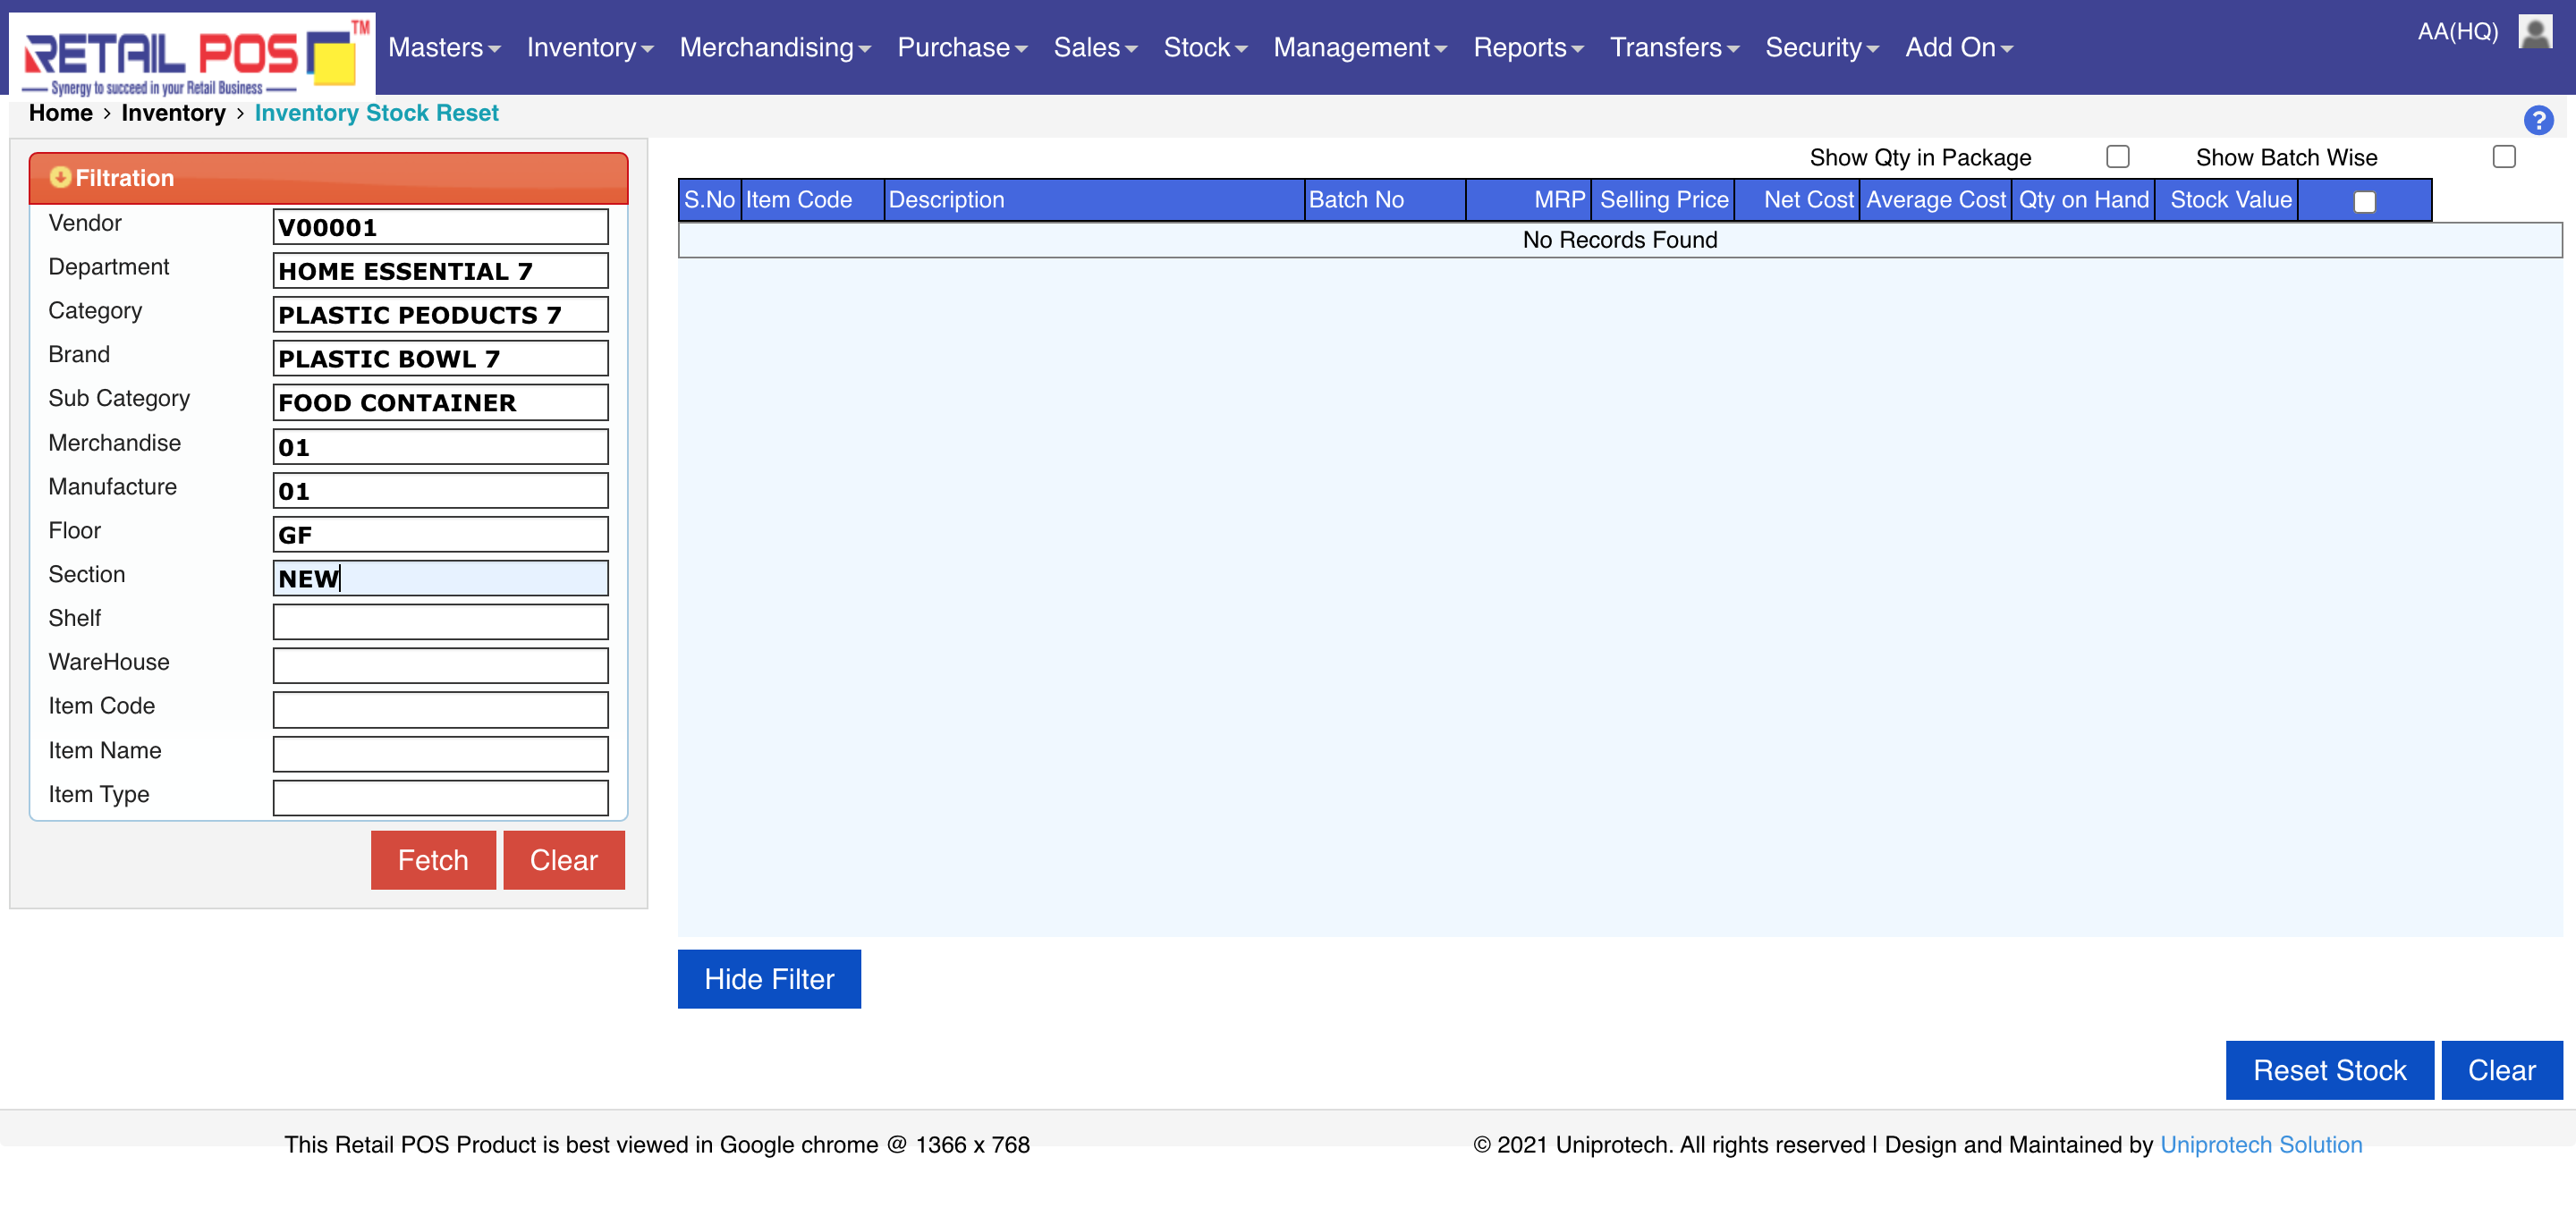 RETAIL POS TM
Synergy to succeed in your Retail Business
Masters Inventory Merchandising Purchase Sales Stock Management Reports Transfers Security Add On
AA(HQ)
Home › Inventory › Inventory Stock Reset
?
Filtration
Vendor V00001
Department HOME ESSENTIAL 7
Category PLASTIC PEODUCTS 7
Brand PLASTIC BOWL 7
Sub Category FOOD CONTAINER
Merchandise 01
Manufacture 01
Floor GF
Section NEW
Shelf
WareHouse
Item Code
Item Name
Item Type
Fetch Clear
Show Qty in Package Show Batch Wise
S.No Item Code Description Batch No MRP Selling Price Net Cost Average Cost Qty on Hand Stock Value
No Records Found
Hide Filter
Reset Stock Clear
This Retail POS Product is best viewed in Google chrome @ 1366 x 768
© 2021 Uniprotech. All rights reserved | Design and Maintained by Uniprotech Solution